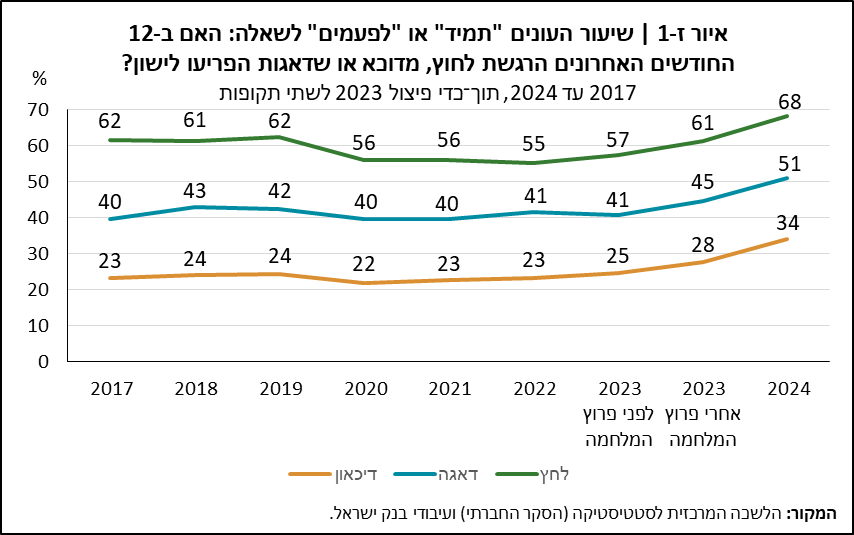 איור ז-1 | שיעור העונים "תמיד" או "לפעמים" לשאלה: האם ב-12
החודשים האחרונים הרגשת לחוץ, מדוכא או שדאגות הפריעו לישון?
2017 עד 2024, תוך־כדי פיצול 2023 לשתי תקופות
%
70
60
50
40
30
20
10
0
62 61 62 56 56 55 57 61 68
40 43 42 40 40 41 41 45 51
23 24 24 22 23 23 25 28 34
2017 2018 2019 2020 2021 2022 2023 2023 2024
לפני פרוץ אחרי פרוץ
המלחמה המלחמה
לחץ דאגה דיכאון
המקור: הלשבה המרכזית לסטטיסטיקה (הסקר החברתי) ועיבודי בנק ישראל.